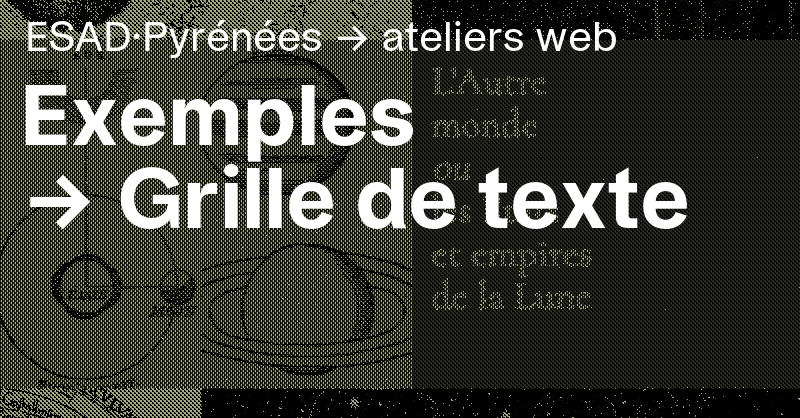 ESAD·Pyrénées → ateliers web
Exemples
→ Grille de texte
L'Autre
monde
ou
et empires
de la Lune